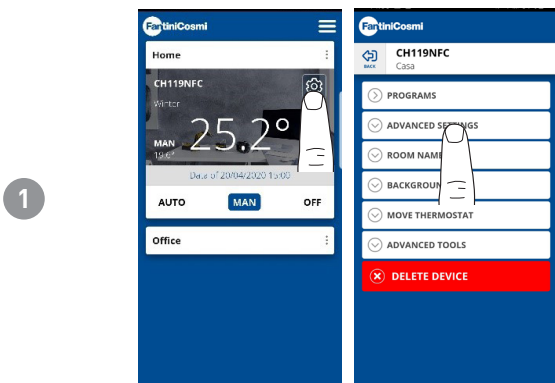 1
FantiniCosmi
Home
CH119NFC
Winter
25.2°
MAN
19.6°
Data of 20/04/2020 15:00
AUTO MAN OFF
Office
FantiniCosmi
BACK
CH119NFC
Casa
PROGRAMS
ADVANCED SETTINGS
ROOM NAME
MOVE THERMOSTAT
ADVANCED TOOLS
DELETE DEVICE